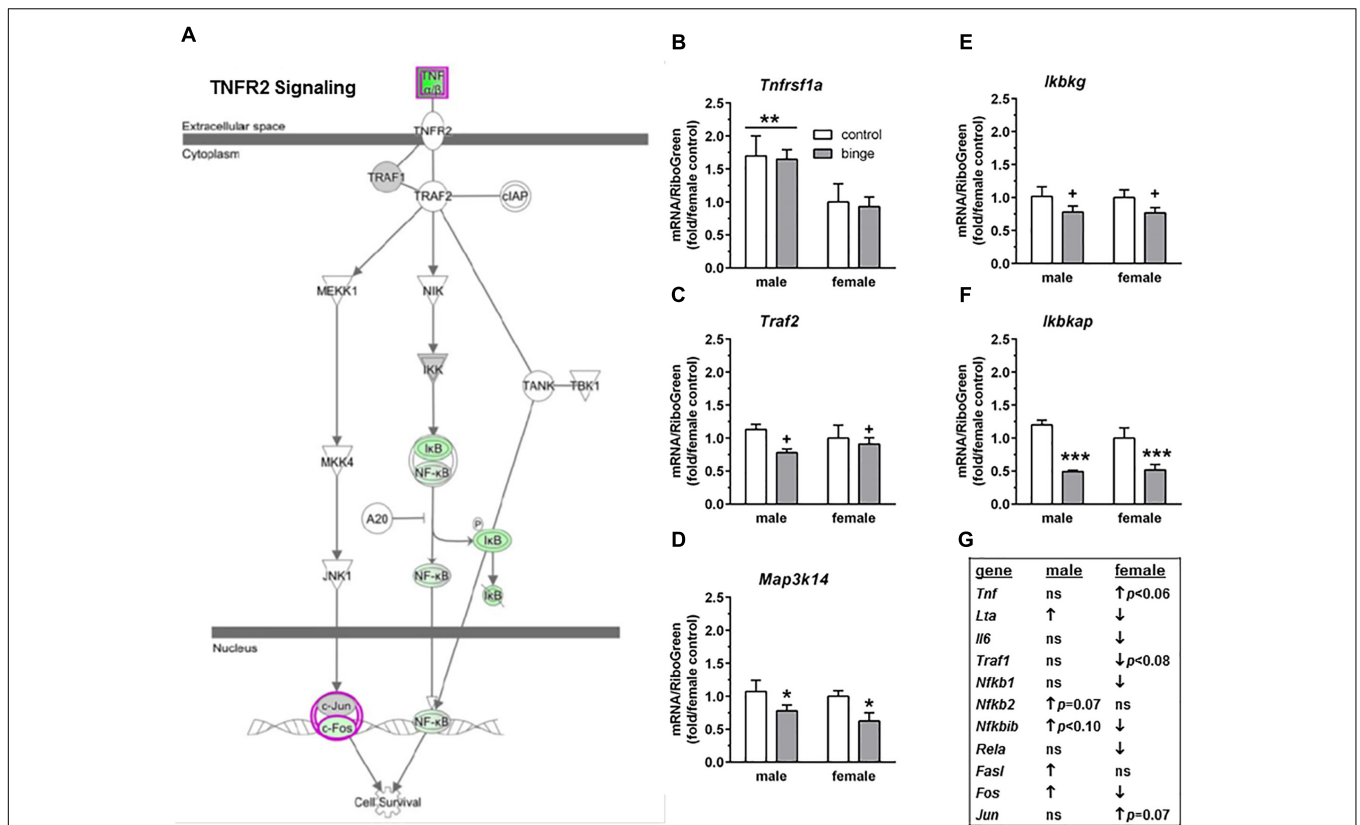 A
TNFR2 Signaling
TNF
α/β
Extracellular space
TNFR2
Cytoplasm
TRAF1
TRAF2
cIAP
MEKK1
NIK
IKK
TANK
TBK1
IκB
NF-κB
MKK4
A20
P
IκB
JNK1
NF-κB
IκB
Nucleus
c-Jun
c-Fos
NF-κB
Cell Survival
B
Tnfrsf1a
mRNA/RiboGreen
(fold/female control)
2.5
2.0
1.5
1.0
0.5
0.0
**
control
binge
male female
C
Traf2
mRNA/RiboGreen
(fold/female control)
2.5
2.0
1.5
1.0
0.5
0.0
+ +
male female
D
Map3k14
mRNA/RiboGreen
(fold/female control)
2.5
2.0
1.5
1.0
0.5
0.0
* *
male female
E
Ikbkg
mRNA/RiboGreen
(fold/female control)
2.5
2.0
1.5
1.0
0.5
0.0
+ +
male female
F
Ikbkap
mRNA/RiboGreen
(fold/female control)
2.5
2.0
1.5
1.0
0.5
0.0
*** ***
male female
G
gene male female
Tnf ns ↑p<0.06
Lta ↑ ↓
Il6 ns ↓
Traf1 ns ↓p<0.08
Nfkb1 ns ↓
Nfkb2 ↑p=0.07 ns
Nfkbib ↑p<0.10 ↓
Rela ns ↓
Fasl ↑ ns
Fos ↑ ↓
Jun ns ↑p=0.07